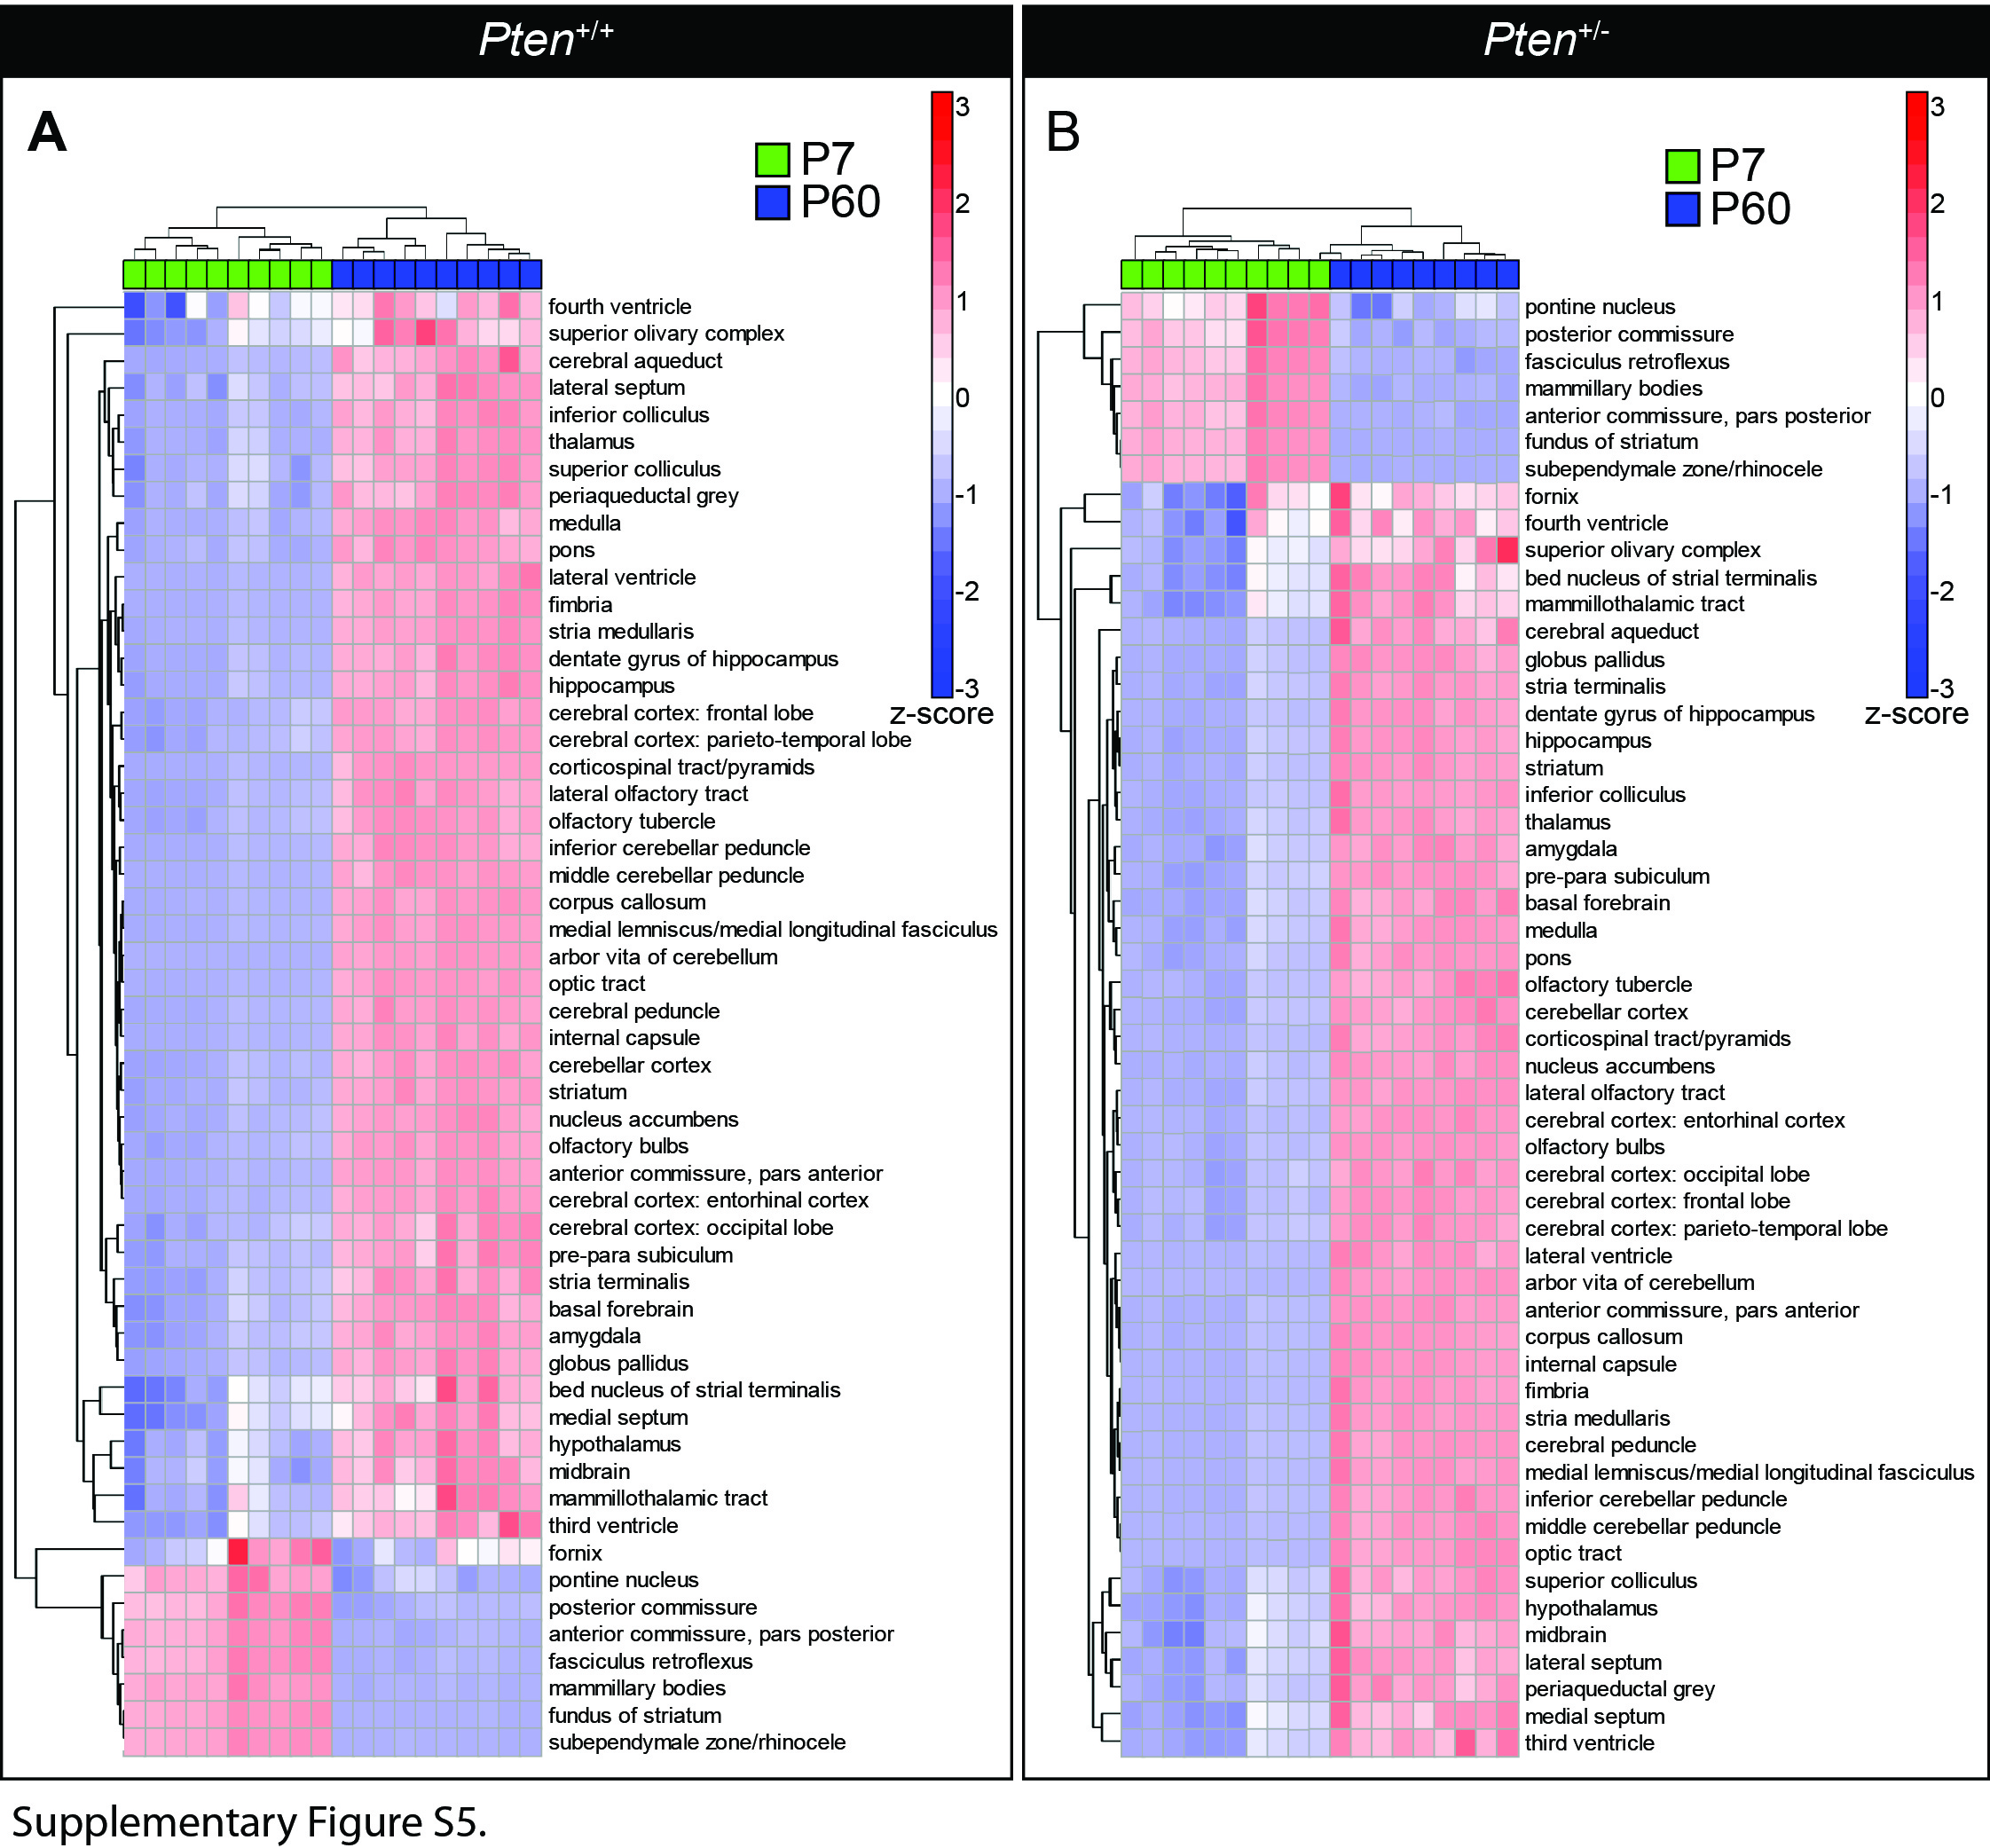 Pten+/+
A
P7
P60
3
2
1
0
-1
-2
-3
z-score
fourth ventricle
superior olivary complex
cerebral aqueduct
lateral septum
inferior colliculus
thalamus
superior colliculus
periaqueductal grey
medulla
pons
lateral ventricle
fimbria
stria medullaris
dentate gyrus of hippocampus
hippocampus
cerebral cortex: frontal lobe
cerebral cortex: parieto-temporal lobe
corticospinal tract/pyramids
lateral olfactory tract
olfactory tubercle
inferior cerebellar peduncle
middle cerebellar peduncle
corpus callosum
medial lemniscus/medial longitudinal fasciculus
arbor vita of cerebellum
optic tract
cerebral peduncle
internal capsule
cerebellar cortex
striatum
nucleus accumbens
olfactory bulbs
anterior commissure, pars anterior
cerebral cortex: entorhinal cortex
cerebral cortex: occipital lobe
pre-para subiculum
stria terminalis
basal forebrain
amygdala
globus pallidus
bed nucleus of strial terminalis
medial septum
hypothalamus
midbrain
mammillothalamic tract
third ventricle
fornix
pontine nucleus
posterior commissure
anterior commissure, pars posterior
fasciculus retroflexus
mammillary bodies
fundus of striatum
subependymale zone/rhinocele
Pten+/-
B
P7
P60
3
2
1
0
-1
-2
-3
z-score
pontine nucleus
posterior commissure
fasciculus retroflexus
mammillary bodies
anterior commissure, pars posterior
fundus of striatum
subependymale zone/rhinocele
fornix
fourth ventricle
superior olivary complex
bed nucleus of strial terminalis
mammillothalamic tract
cerebral aqueduct
globus pallidus
stria terminalis
dentate gyrus of hippocampus
hippocampus
striatum
inferior colliculus
thalamus
amygdala
pre-para subiculum
basal forebrain
medulla
pons
olfactory tubercle
cerebellar cortex
corticospinal tract/pyramids
nucleus accumbens
lateral olfactory tract
cerebral cortex: entorhinal cortex
olfactory bulbs
cerebral cortex: occipital lobe
cerebral cortex: frontal lobe
cerebral cortex: parieto-temporal lobe
lateral ventricle
arbor vita of cerebellum
anterior commissure, pars anterior
corpus callosum
internal capsule
fimbria
stria medullaris
cerebral peduncle
medial lemniscus/medial longitudinal fasciculus
inferior cerebellar peduncle
middle cerebellar peduncle
optic tract
superior colliculus
hypothalamus
midbrain
lateral septum
periaqueductal grey
medial septum
third ventricle
Supplementary Figure S5.